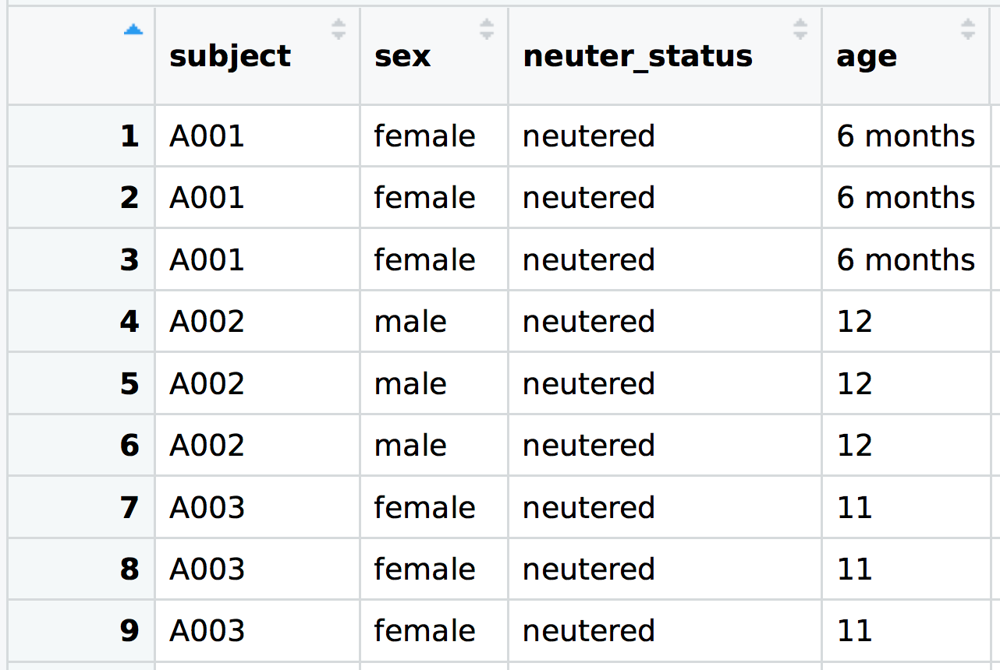 subject sex neuter_status age
1 A001 female neutered 6 months
2 A001 female neutered 6 months
3 A001 female neutered 6 months
4 A002 male neutered 12
5 A002 male neutered 12
6 A002 male neutered 12
7 A003 female neutered 11
8 A003 female neutered 11
9 A003 female neutered 11